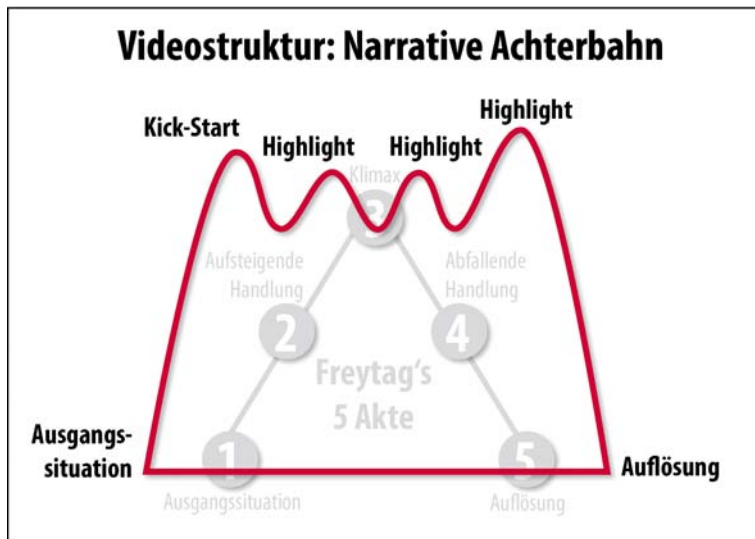 Videostruktur: Narrative Achterbahn
Highlight
Kick-Start
Highlight
Highlight
Klimax
3
Aufsteigende
Handlung
Abfallende
Handlung
2
4
Freytag's
5 Akte
Ausgangs-
situation
1
5
Auflösung
Ausgangssituation
Auflösung